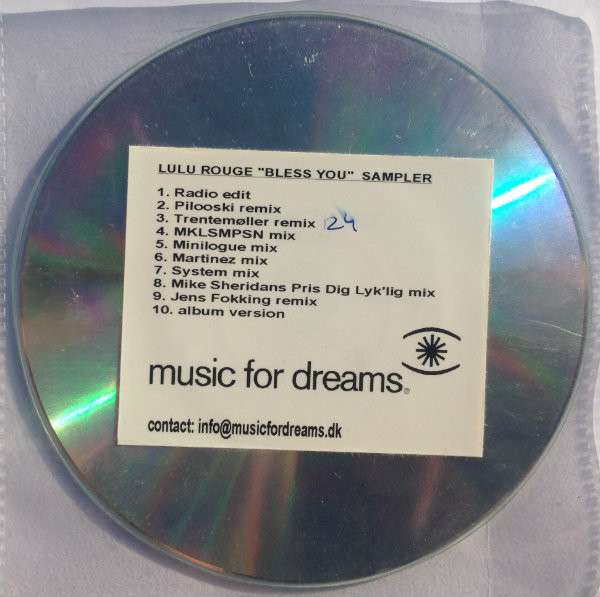 LULU ROUGE "BLESS YOU" SAMPLER
1. Radio edit
2. Pilooski remix
3. Trentemøller remix 24
4. MKLSMPSN mix
5. Minilogue mix
6. Martinez mix
7. System mix
8. Mike Sheridans Pris Dig Lyk'lig mix
9. Jens Fokking remix
10. album version
music for dreams®
contact: info@musicfordreams.dk